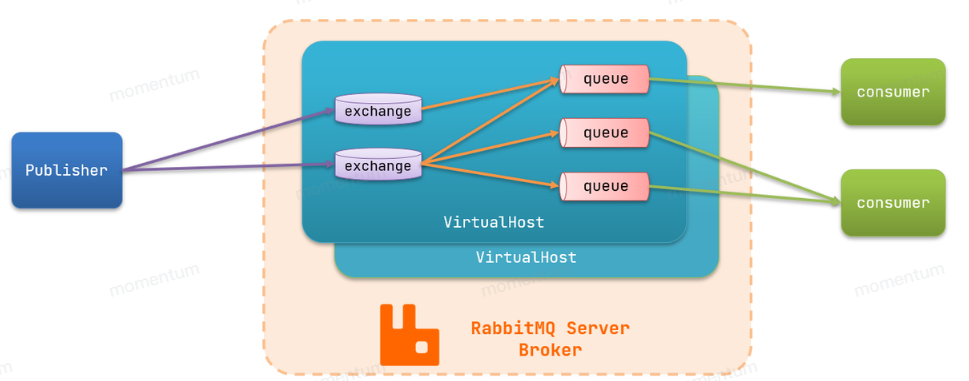 Publisher
exchange
exchange
queue
queue
queue
VirtualHost
VirtualHost
consumer
consumer
RabbitMQ Server
Broker
momentum
momentum
momentum
momentum
momentum
momentum
momentum